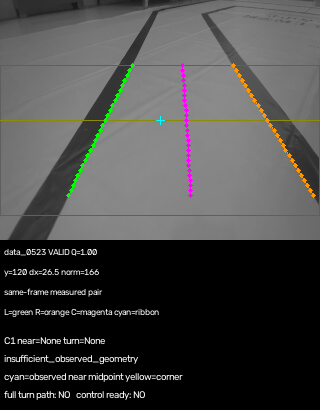 data_0523 VALID Q=1.00
y=120 dx=26.5 norm=166
same-frame measured pair
L=green R=orange C=magenta cyan=ribbon
C1 near=None turn=None
insufficient_observed_geometry
cyan=observed near midpoint yellow=corner
full turn path: NO control ready: NO